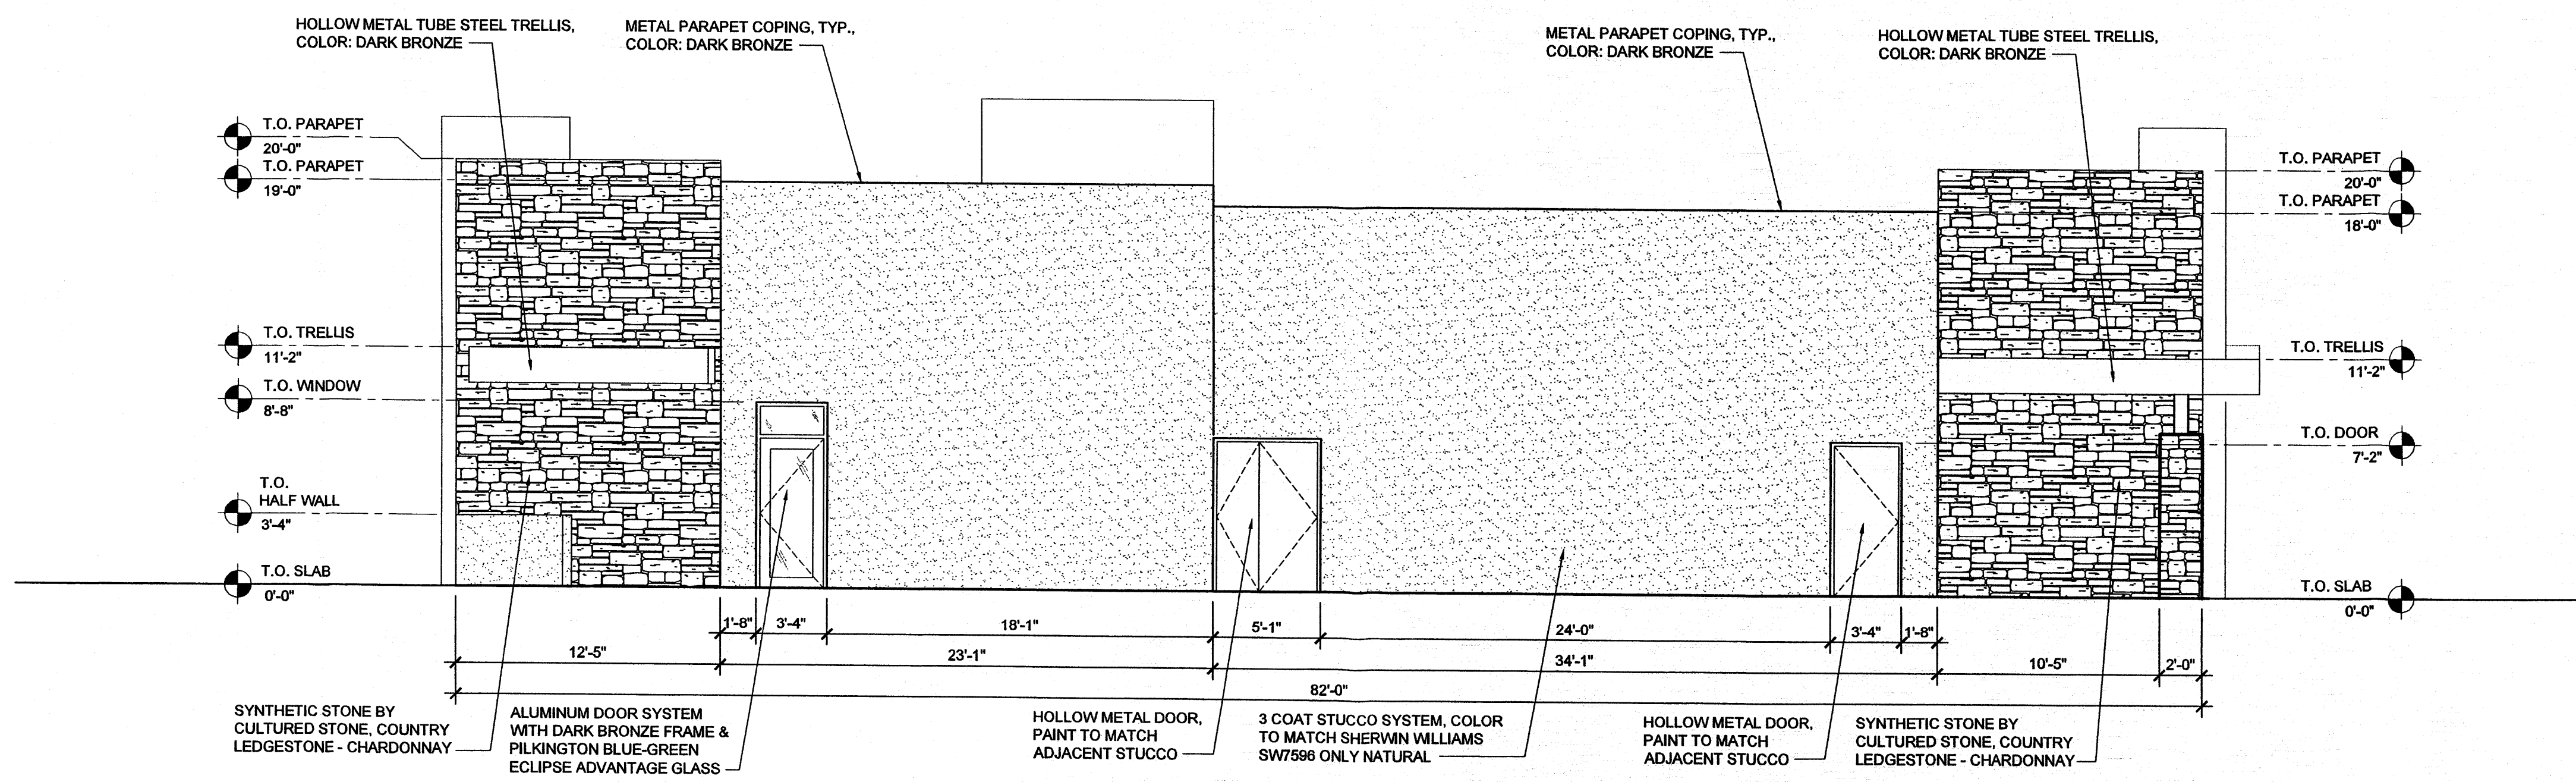 HOLLOW METAL TUBE STEEL TRELLIS,
COLOR: DARK BRONZE
METAL PARAPET COPING, TYP.,
COLOR: DARK BRONZE
METAL PARAPET COPING, TYP.,
COLOR: DARK BRONZE
HOLLOW METAL TUBE STEEL TRELLIS,
COLOR: DARK BRONZE
T.O. PARAPET
20'-0"
T.O. PARAPET
19'-0"
T.O. TRELLIS
11'-2"
T.O. WINDOW
8'-8"
T.O.
HALF WALL
3'-4"
T.O. SLAB
0'-0"
T.O. PARAPET
20'-0"
T.O. PARAPET
18'-0"
T.O. TRELLIS
11'-2"
T.O. DOOR
7'-2"
T.O. SLAB
0'-0"
1'-8" 3'-4" 18'-1" 5'-1" 24'-0" 3'-4" 1'-8"
12'-5" 23'-1" 34'-1" 10'-5" 2'-0"
82'-0"
SYNTHETIC STONE BY
CULTURED STONE, COUNTRY
LEDGESTONE - CHARDONNAY
ALUMINUM DOOR SYSTEM
WITH DARK BRONZE FRAME &
PILKINGTON BLUE-GREEN
ECLIPSE ADVANTAGE GLASS
HOLLOW METAL DOOR,
PAINT TO MATCH
ADJACENT STUCCO
3 COAT STUCCO SYSTEM, COLOR
TO MATCH SHERWIN WILLIAMS
SW7596 ONLY NATURAL
HOLLOW METAL DOOR,
PAINT TO MATCH
ADJACENT STUCCO
SYNTHETIC STONE BY
CULTURED STONE, COUNTRY
LEDGESTONE - CHARDONNAY